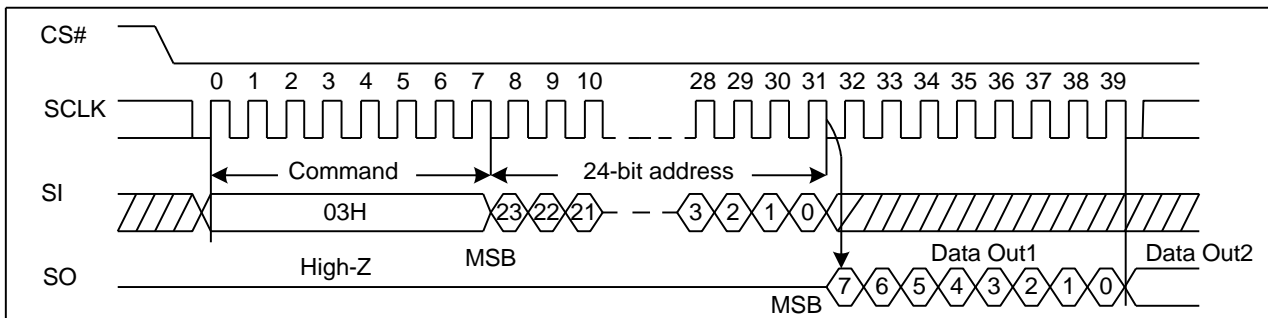 CS#
0 1 2 3 4 5 6 7 8 9 10 28 29 30 31 32 33 34 35 36 37 38 39
SCLK
Command 24-bit address
SI
03H 23 22 21 3 2 1 0
High-Z MSB Data Out1 Data Out2
SO
MSB 7 6 5 4 3 2 1 0